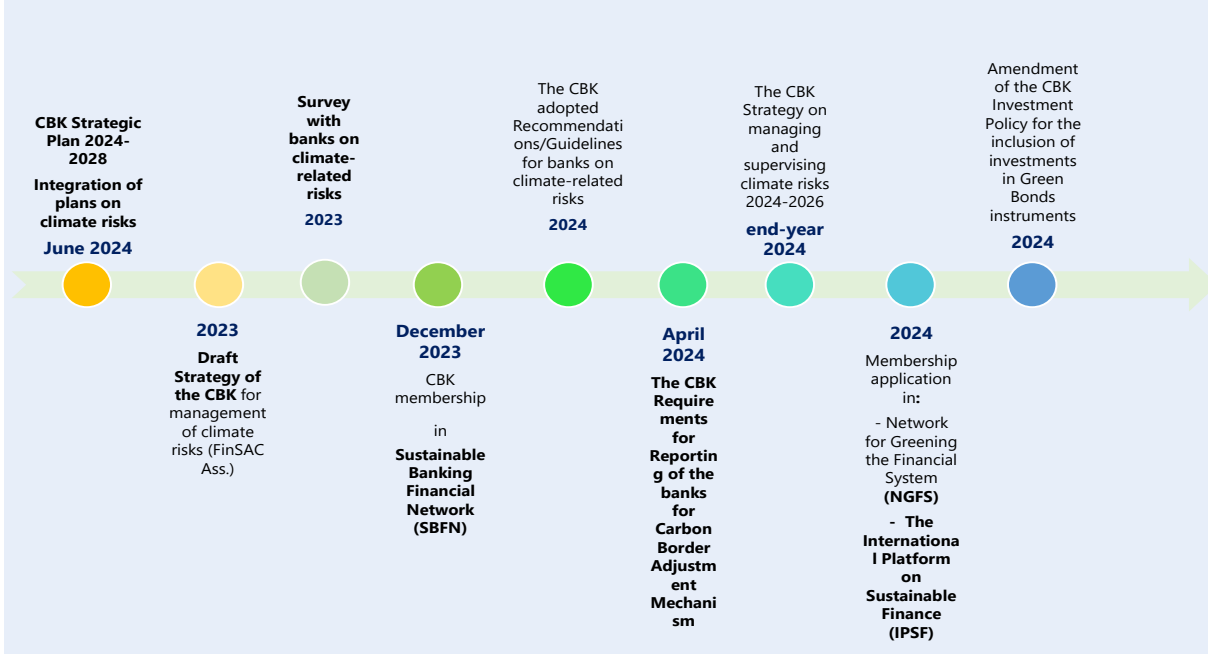 CBK Strategic
Plan 2024-
2028
Integration of
plans on
climate risks
June 2024
2023
Draft
Strategy of
the CBK for
management
of climate
risks (FinSAC
Ass.)
Survey
with
banks on
climate-
related
risks
2023
December
2023
CBK
membership
in
Sustainable
Banking
Financial
Network
(SBFN)
The CBK
adopted
Recommendati
ons/Guidelines
for banks on
climate-related
risks
2024
April
2024
The CBK
Require
ments
for
Reportin
g of the
banks
for
Carbon
Border
Adjustm
ent
Mechani
sm
The CBK
Strategy on
managing
and
supervising
climate risks
2024-2026
end-year
2024
2024
Membership
application
in:
- Network
for Greening
the Financial
System
(NGFS)
- The
Internationa
l Platform
on
Sustainable
Finance
(IPSF)
Amendment
of the CBK
Investment
Policy for the
inclusion of
investments
in Green
Bonds
instruments
2024